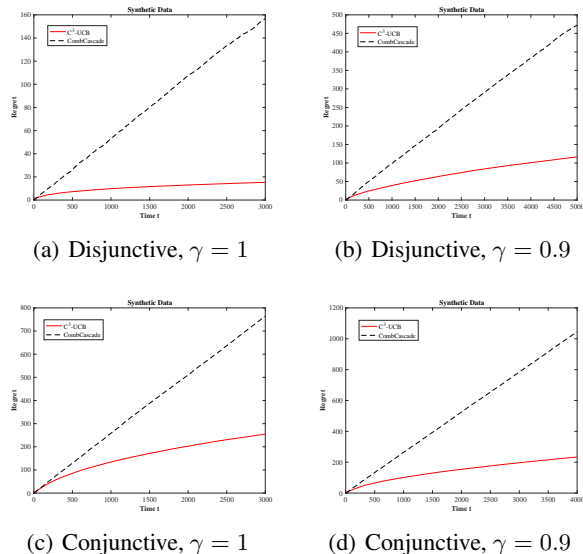 Synthetic Data
C³-UCB
CombCascade
Regret
160
140
120
100
80
60
40
20
0
0 500 1000 1500 2000 2500 3000
Time t
(a) Disjunctive, γ = 1
Synthetic Data
C³-UCB
CombCascade
Regret
500
450
400
350
300
250
200
150
100
50
0
0 500 1000 1500 2000 2500 3000 3500 4000 4500 5000
Time t
(b) Disjunctive, γ = 0.9
Synthetic Data
C³-UCB
CombCascade
Regret
800
700
600
500
400
300
200
100
0
0 500 1000 1500 2000 2500 3000
Time t
(c) Conjunctive, γ = 1
Synthetic Data
C³-UCB
CombCascade
Regret
1200
1000
800
600
400
200
0
0 500 1000 1500 2000 2500 3000 3500 4000
Time t
(d) Conjunctive, γ = 0.9